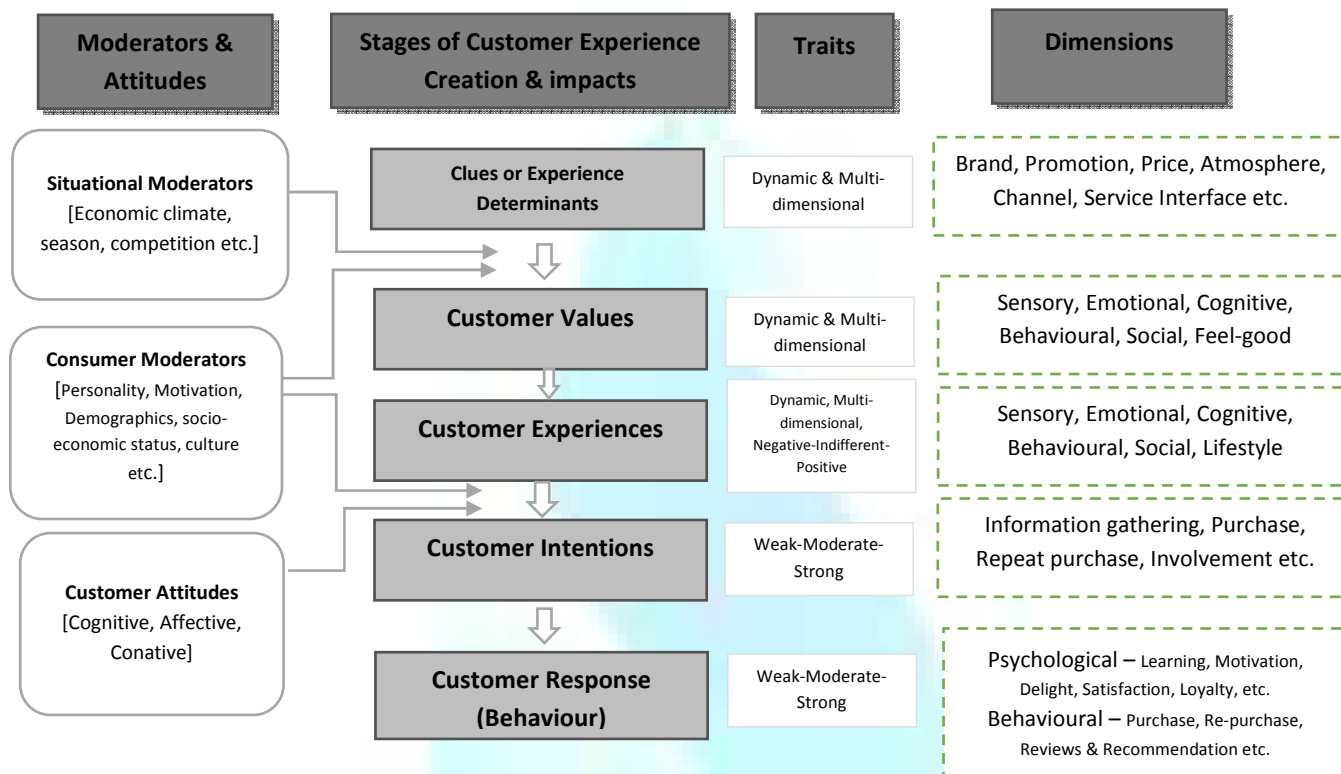 Moderators &
Attitudes
Stages of Customer Experience
Creation & impacts
Traits
Dimensions
Situational Moderators
[Economic climate,
season, competition etc.]
Consumer Moderators
[Personality, Motivation,
Demographics, socio-
economic status, culture
etc.]
Customer Attitudes
[Cognitive, Affective,
Conative]
Clues or Experience
Determinants
Dynamic & Multi-
dimensional
Brand, Promotion, Price, Atmosphere,
Channel, Service Interface etc.
Customer Values
Dynamic & Multi-
dimensional
Sensory, Emotional, Cognitive,
Behavioural, Social, Feel-good
Customer Experiences
Dynamic, Multi-
dimensional,
Negative-Indifferent-
Positive
Sensory, Emotional, Cognitive,
Behavioural, Social, Lifestyle
Customer Intentions
Weak-Moderate-
Strong
Information gathering, Purchase,
Repeat purchase, Involvement etc.
Customer Response
(Behaviour)
Weak-Moderate-
Strong
Psychological – Learning, Motivation,
Delight, Satisfaction, Loyalty, etc.
Behavioural – Purchase, Re-purchase,
Reviews & Recommendation etc.